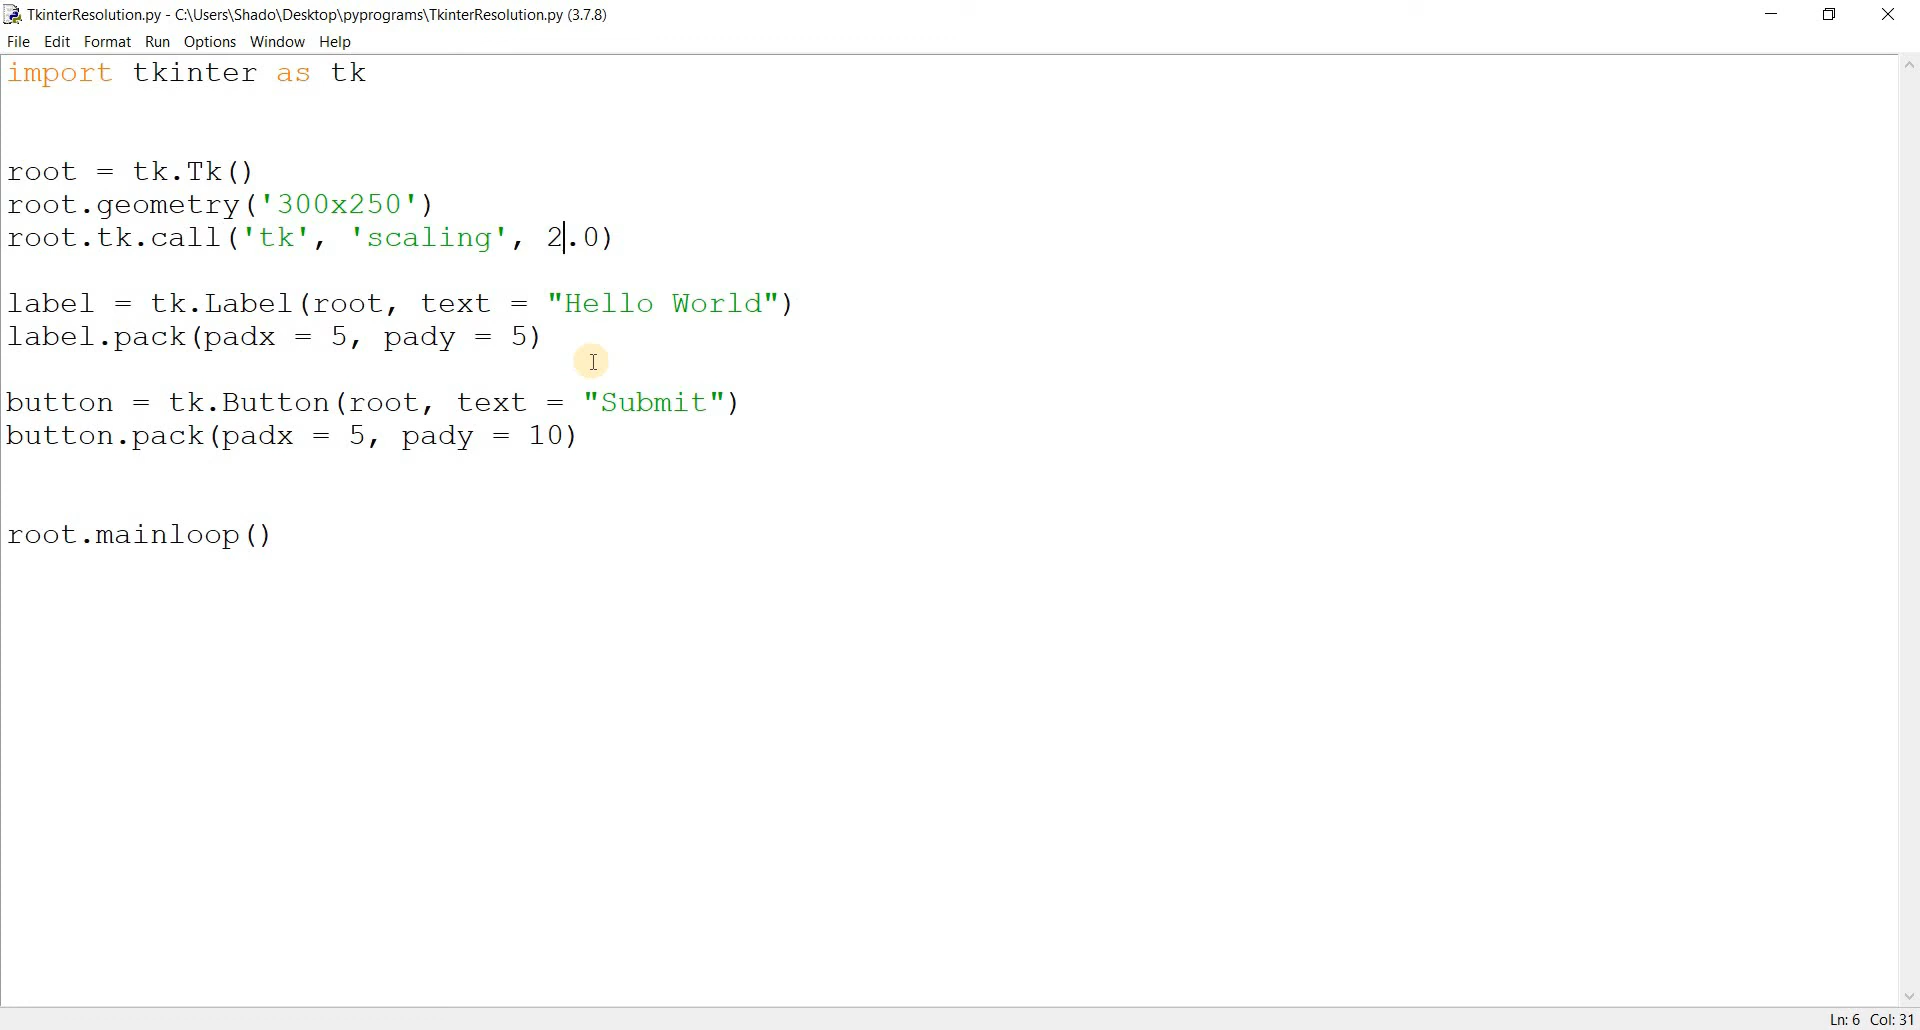 TkinterResolution.py - C:\Users\Shado\Desktop\pyprograms\TkinterResolution.py (3.7.8)
File Edit Format Run Options Window Help
import tkinter as tk
root = tk.Tk()
root.geometry('300x250')
root.tk.call('tk', 'scaling', 2.0)
label = tk.Label(root, text = "Hello World")
label.pack(padx = 5, pady = 5)
button = tk.Button(root, text = "Submit")
button.pack(padx = 5, pady = 10)
root.mainloop()
Ln: 6 Col: 31